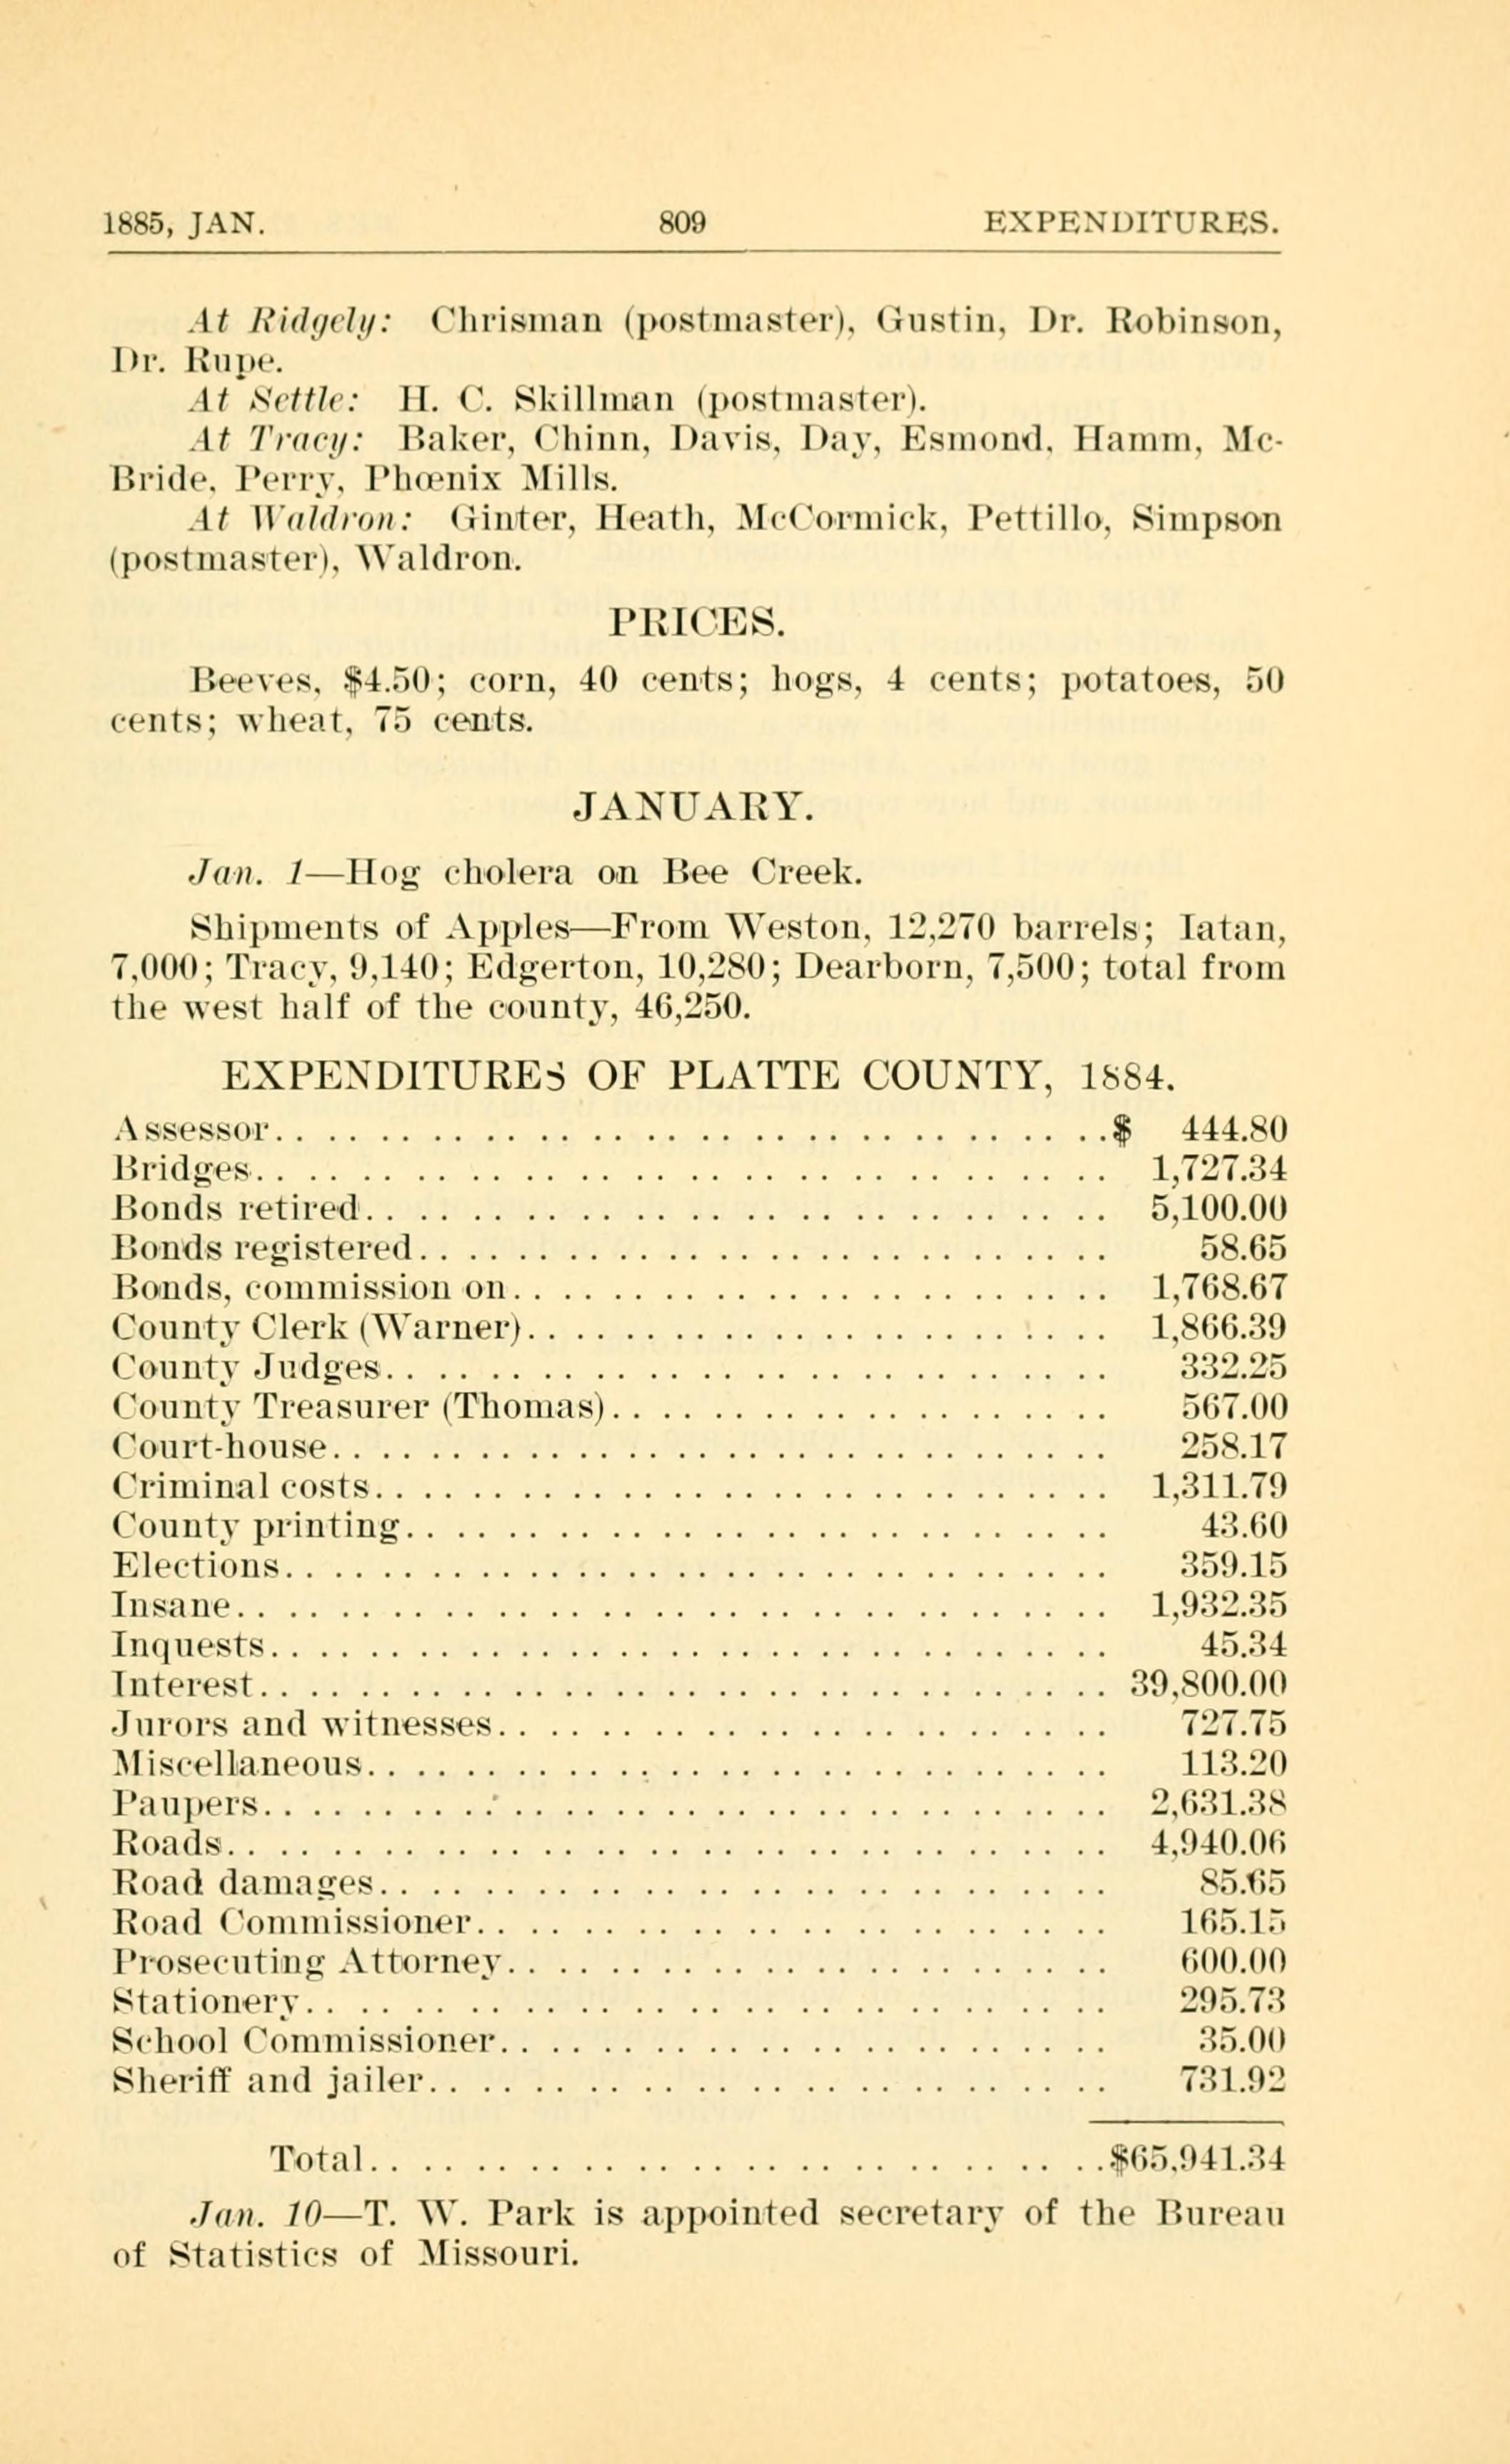 1885, JAN. 809 EXPENDITURES.
At Ridgely: Chrisman (postmaster), Gustin, Dr. Robinson,
Dr. Rupe.
At Settle: H. C. Skillman (postmaster).
At Tracy: Baker, Chinn, Davis, Day, Esmond, Hamm, Mc-
Bride, Perry, Phœnix Mills.
At Waldron: Ginter, Heath, McCormick, Pettillo, Simpson
(postmaster), Waldron.
PRICES.
Beeves, $4.50; corn, 40 cents; hogs, 4 cents; potatoes, 50
cents; wheat, 75 cents.
JANUARY.
Jan. 1—Hog cholera on Bee Creek.
Shipments of Apples—From Weston, 12,270 barrels; Iatan,
7,000; Tracy, 9,140; Edgerton, 10,280; Dearborn, 7,500; total from
the west half of the county, 46,250.
EXPENDITURES OF PLATTE COUNTY, 1884.
Assessor $ 444.80
Bridges 1,727.34
Bonds retired 5,100.00
Bonds registered 58.65
Bonds, commission on 1,768.67
County Clerk (Warner) 1,866.39
County Judges 332.25
County Treasurer (Thomas) 567.00
Court-house 258.17
Criminal costs 1,311.79
County printing 43.60
Elections 359.15
Insane 1,932.35
Inquests 45.34
Interest 39,800.00
Jurors and witnesses 727.75
Miscellaneous 113.20
Paupers 2,631.38
Roads 4,940.06
Road damages 85.65
Road Commissioner 165.15
Prosecuting Attorney 600.00
Stationery 295.73
School Commissioner 35.00
Sheriff and jailer 731.92
Total $65,941.34
Jan. 10—T. W. Park is appointed secretary of the Bureau
of Statistics of Missouri.